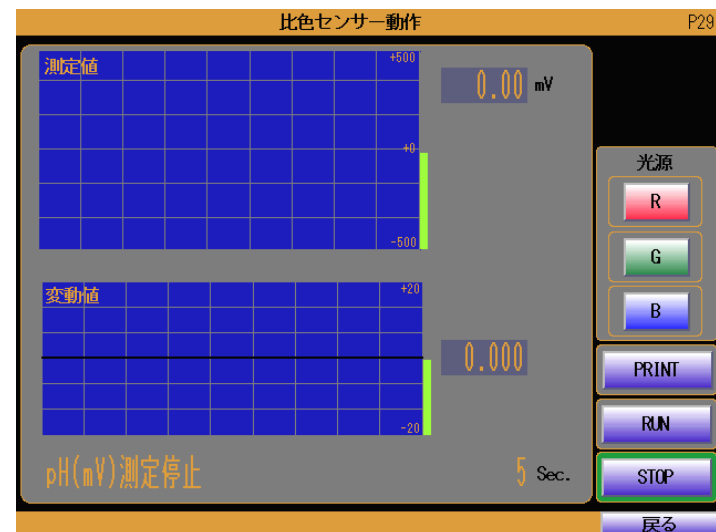 比色センサー動作 P29
測定値
+500
0.00 mV
+0
-500
変動値
+20
0.000
-20
pH(mV)測定停止
5 Sec.
光源
R
G
B
PRINT
RUN
STOP
戻る